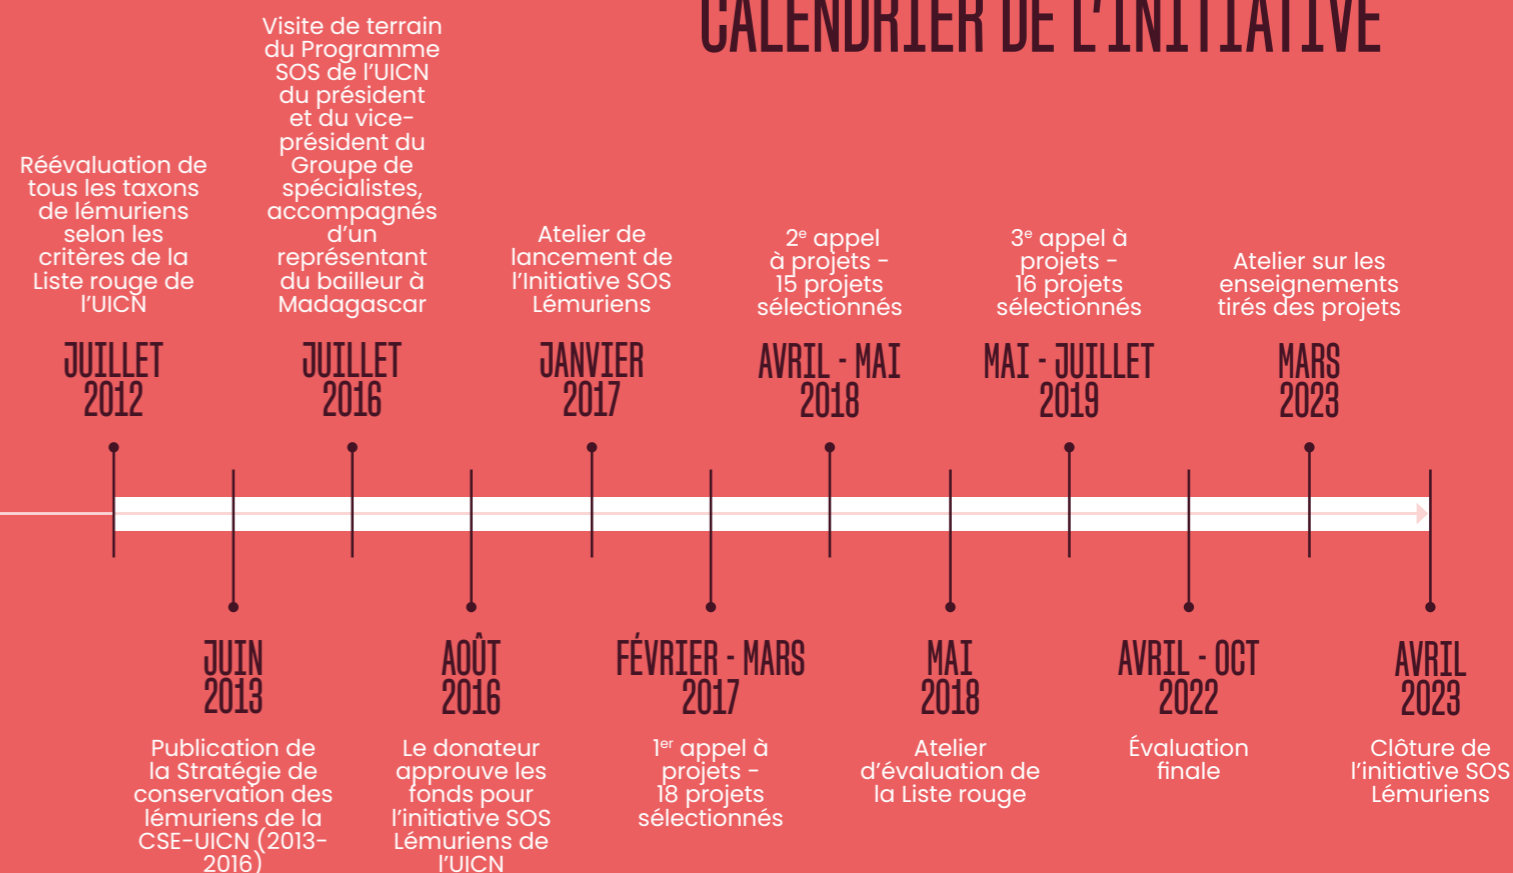 CALENDRIER DE L'INITIATIVE
Réévaluation de
tous les taxons
de lémuriens
selon les
critères de la
Liste rouge de
l'UICN
JUILLET
2012
Visite de terrain
du Programme
SOS de l'UICN
du président
et du vice-
président du
Groupe de
spécialistes,
accompagnés
d'un
représentant
du bailleur à
Madagascar
JUILLET
2016
Atelier de
lancement de
l'Initiative SOS
Lémuriens
JANVIER
2017
2e appel
à projets -
15 projets
sélectionnés
AVRIL - MAI
2018
3e appel à
projets -
16 projets
sélectionnés
MAI - JUILLET
2019
Atelier sur les
enseignements
tirés des projets
MARS
2023
JUIN
2013
Publication de
la Stratégie de
conservation des
lémuriens de la
CSE-UICN (2013-
2016)
AOÛT
2016
Le donateur
approuve les
fonds pour
l'initiative SOS
Lémuriens de
l'UICN
FÉVRIER - MARS
2017
1er appel à
projets -
18 projets
sélectionnés
MAI
2018
Atelier
d'évaluation de
la Liste rouge
AVRIL - OCT
2022
Évaluation
finale
AVRIL
2023
Clôture de
l'initiative SOS
Lémuriens